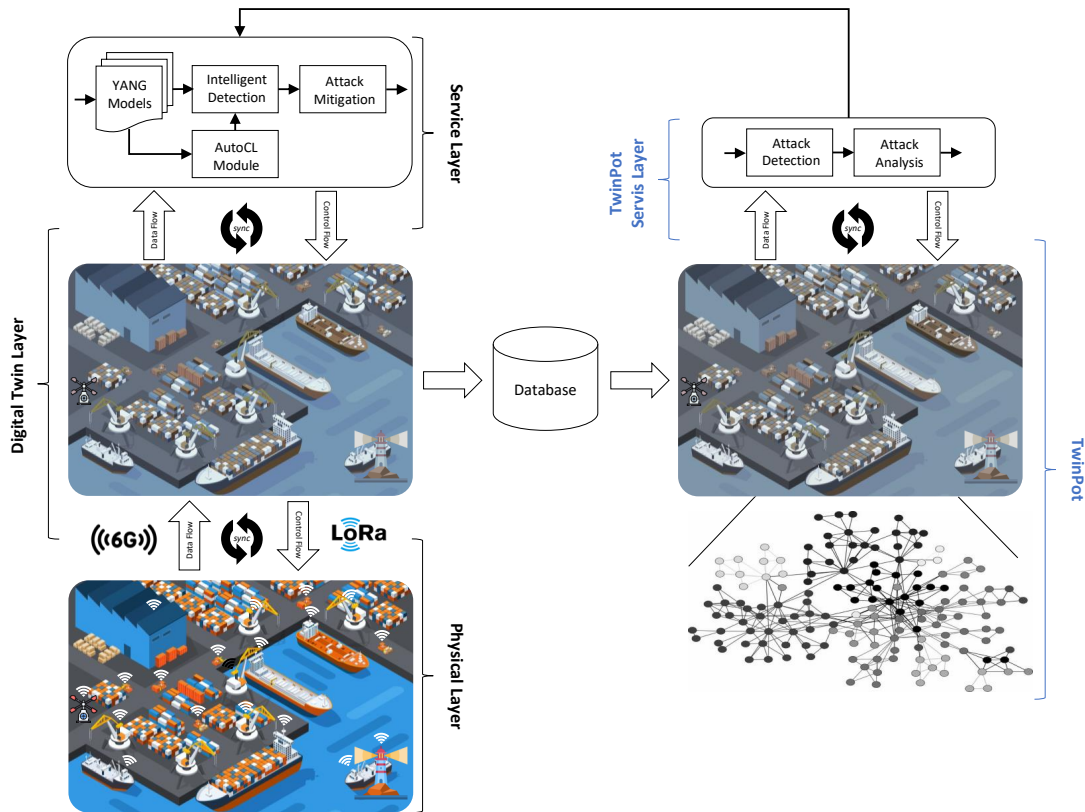 YANG
Models
Intelligent
Detection
Attack
Mitigation
AutoCL
Module
Service Layer
Data Flow
sync
Control Flow
Attack
Detection
Attack
Analysis
TwinPot
Servis Layer
Data Flow
sync
Control Flow
Digital Twin Layer
Database
TwinPot
6G
Data Flow
sync
Control Flow
LoRa
Physical Layer